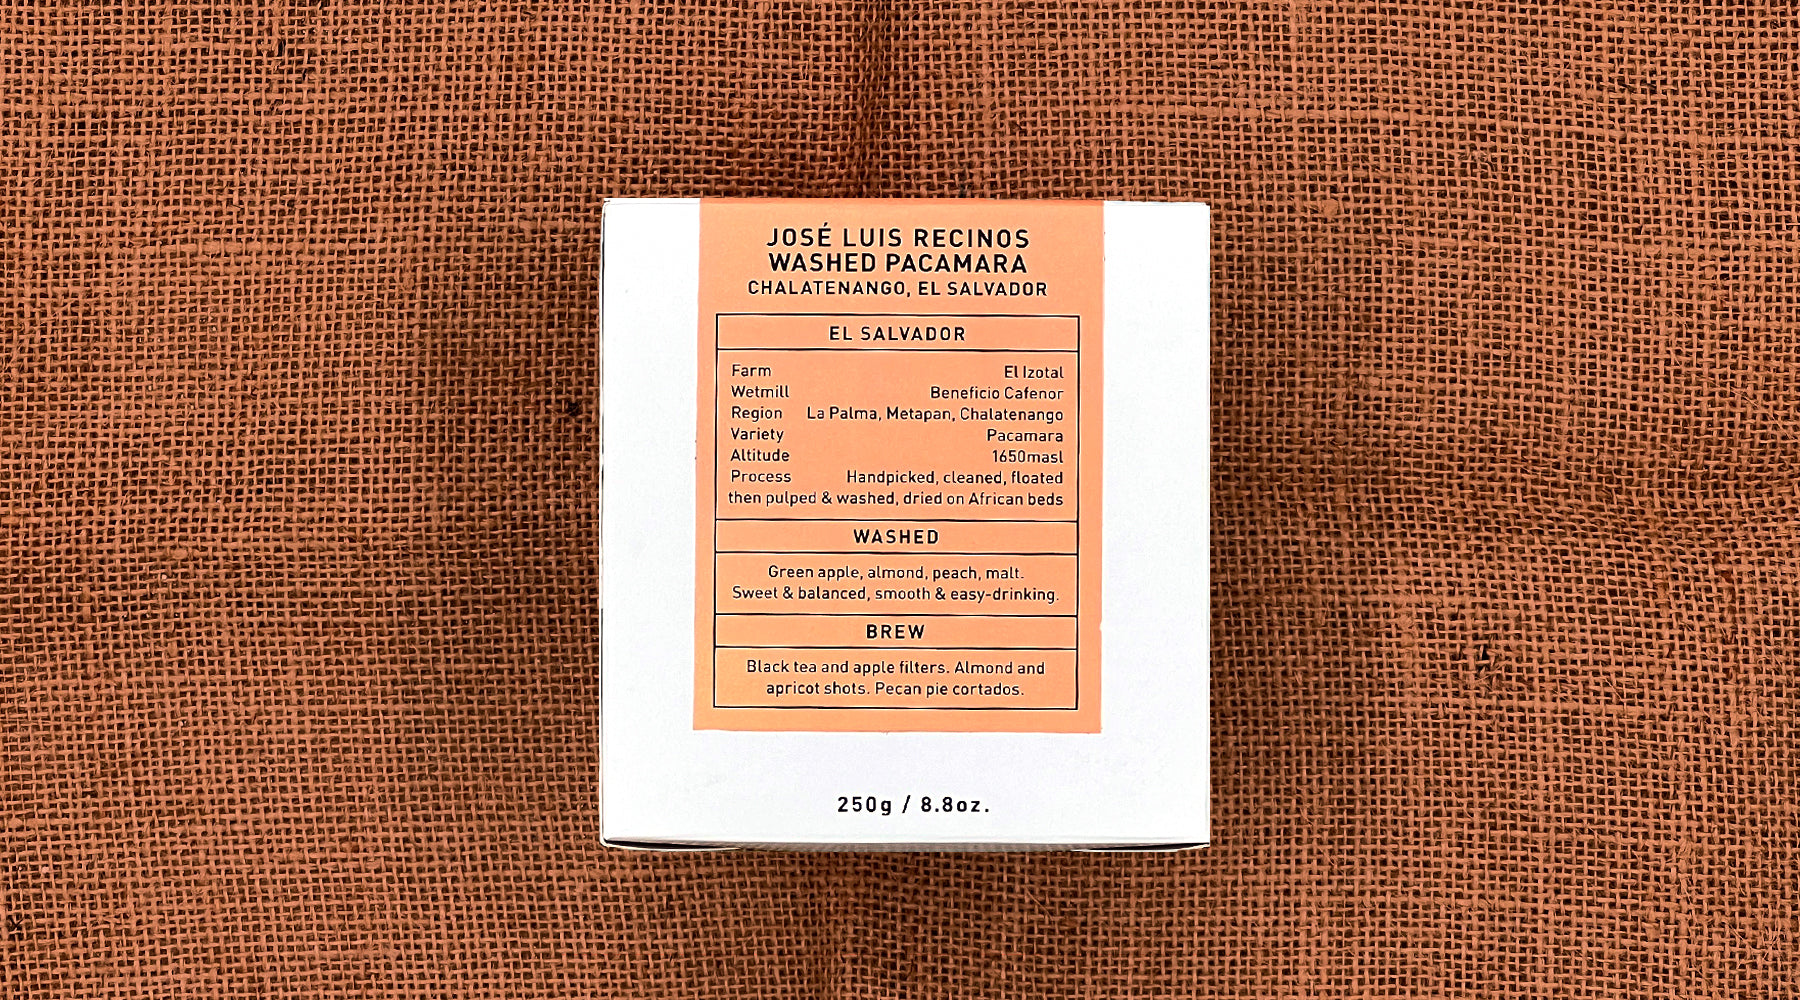 JOSÉ LUIS RECINOS
WASHED PACAMARA
CHALATENANGO, EL SALVADOR
EL SALVADOR
Farm El Izotal
Wetmill Beneficio Cafenor
Region La Palma, Metapan, Chalatenango
Variety Pacamara
Altitude 1650masl
Process Handpicked, cleaned, floated
then pulped & washed, dried on African beds
WASHED
Green apple, almond, peach, malt.
Sweet & balanced, smooth & easy-drinking.
BREW
Black tea and apple filters. Almond and
apricot shots. Pecan pie cortados.
250g / 8.8oz.